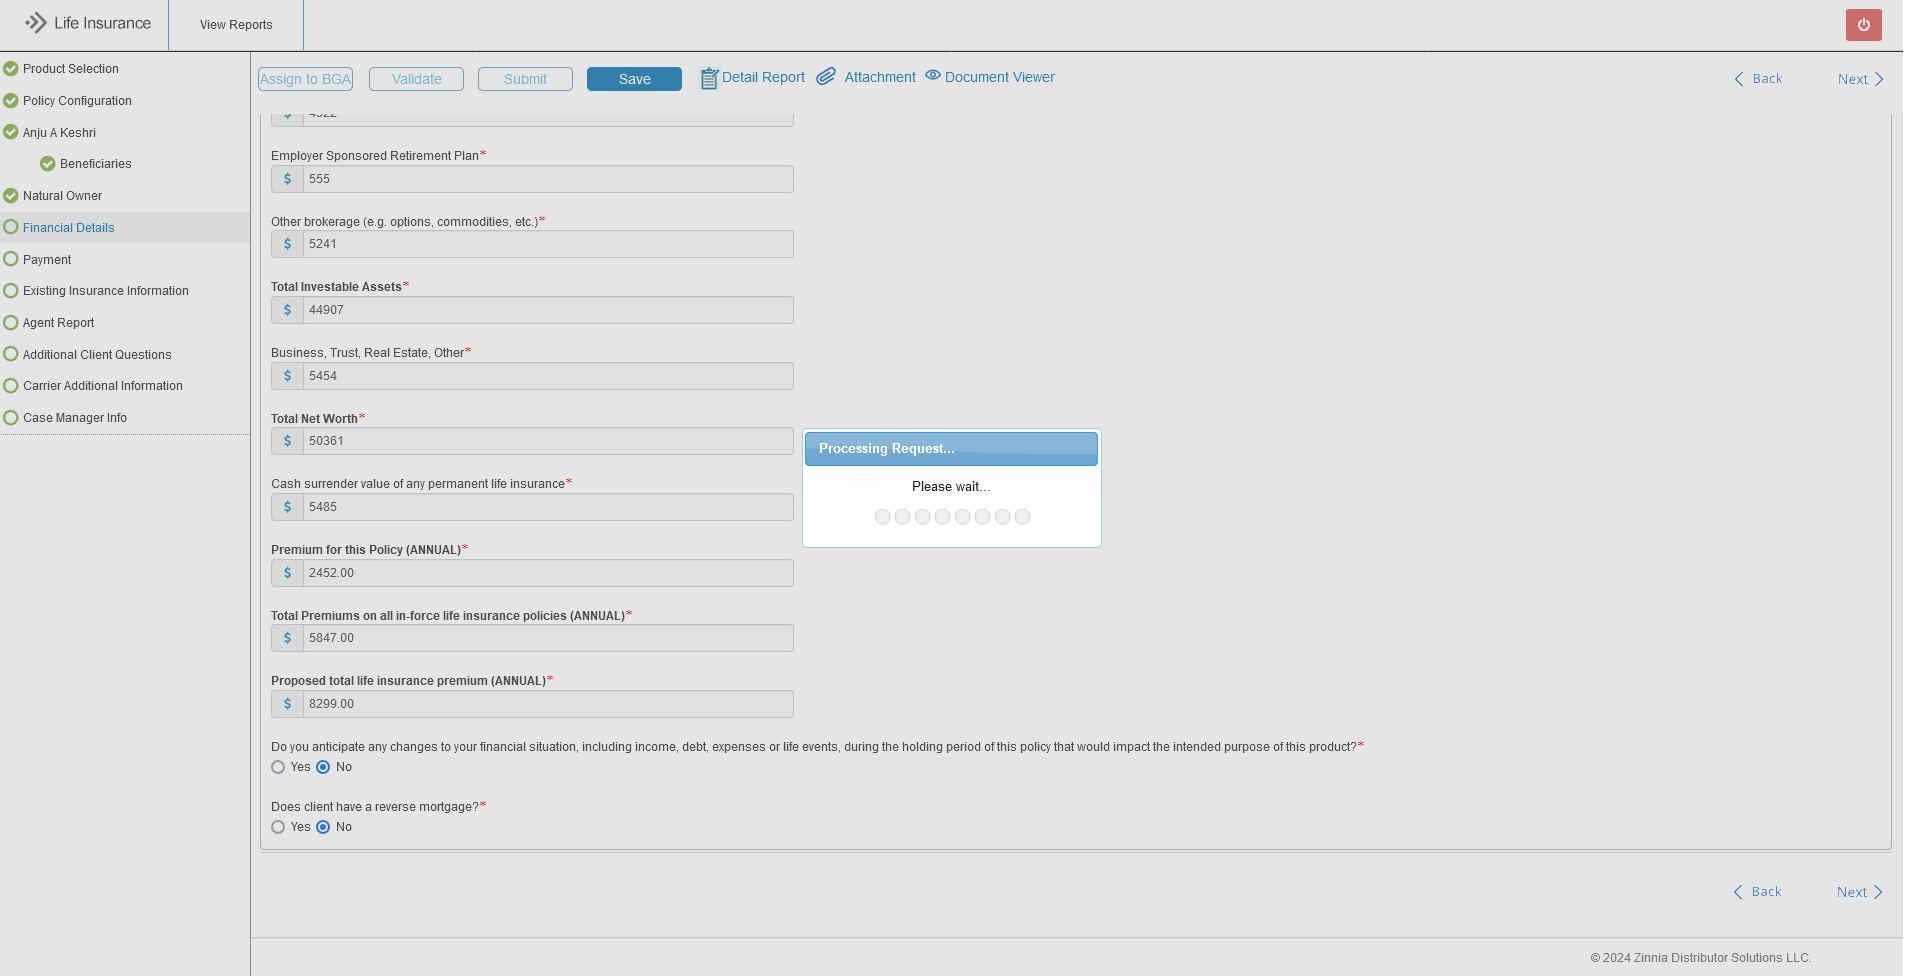 Life Insurance
View Reports
Product Selection
Policy Configuration
Anju A Keshri
Beneficiaries
Natural Owner
Financial Details
Payment
Existing Insurance Information
Agent Report
Additional Client Questions
Carrier Additional Information
Case Manager Info
Assign to BGA
Validate
Submit
Save
Detail Report
Attachment
Document Viewer
Back
Next
$ 4522
Employer Sponsored Retirement Plan*
$ 555
Other brokerage (e.g. options, commodities, etc.)*
$ 5241
Total Investable Assets*
$ 44907
Business, Trust, Real Estate, Other*
$ 5454
Total Net Worth*
$ 50361
Cash surrender value of any permanent life insurance*
$ 5485
Premium for this Policy (ANNUAL)*
$ 2452.00
Total Premiums on all in-force life insurance policies (ANNUAL)*
$ 5847.00
Proposed total life insurance premium (ANNUAL)*
$ 8299.00
Do you anticipate any changes to your financial situation, including income, debt, expenses or life events, during the holding period of this policy that would impact the intended purpose of this product?*
Yes No
Does client have a reverse mortgage?*
Yes No
Processing Request...
Please wait...
Back
Next
© 2024 Zinnia Distributor Solutions LLC.